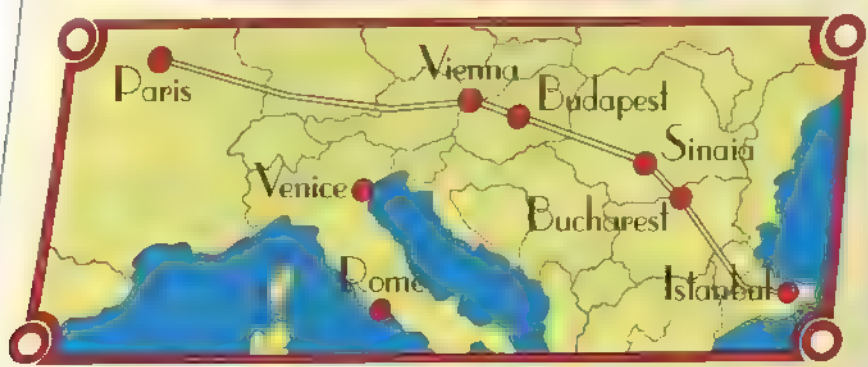 Paris
Vienna
Budapest
Sinaia
Venice
Bucharest
Rome
Istanbul